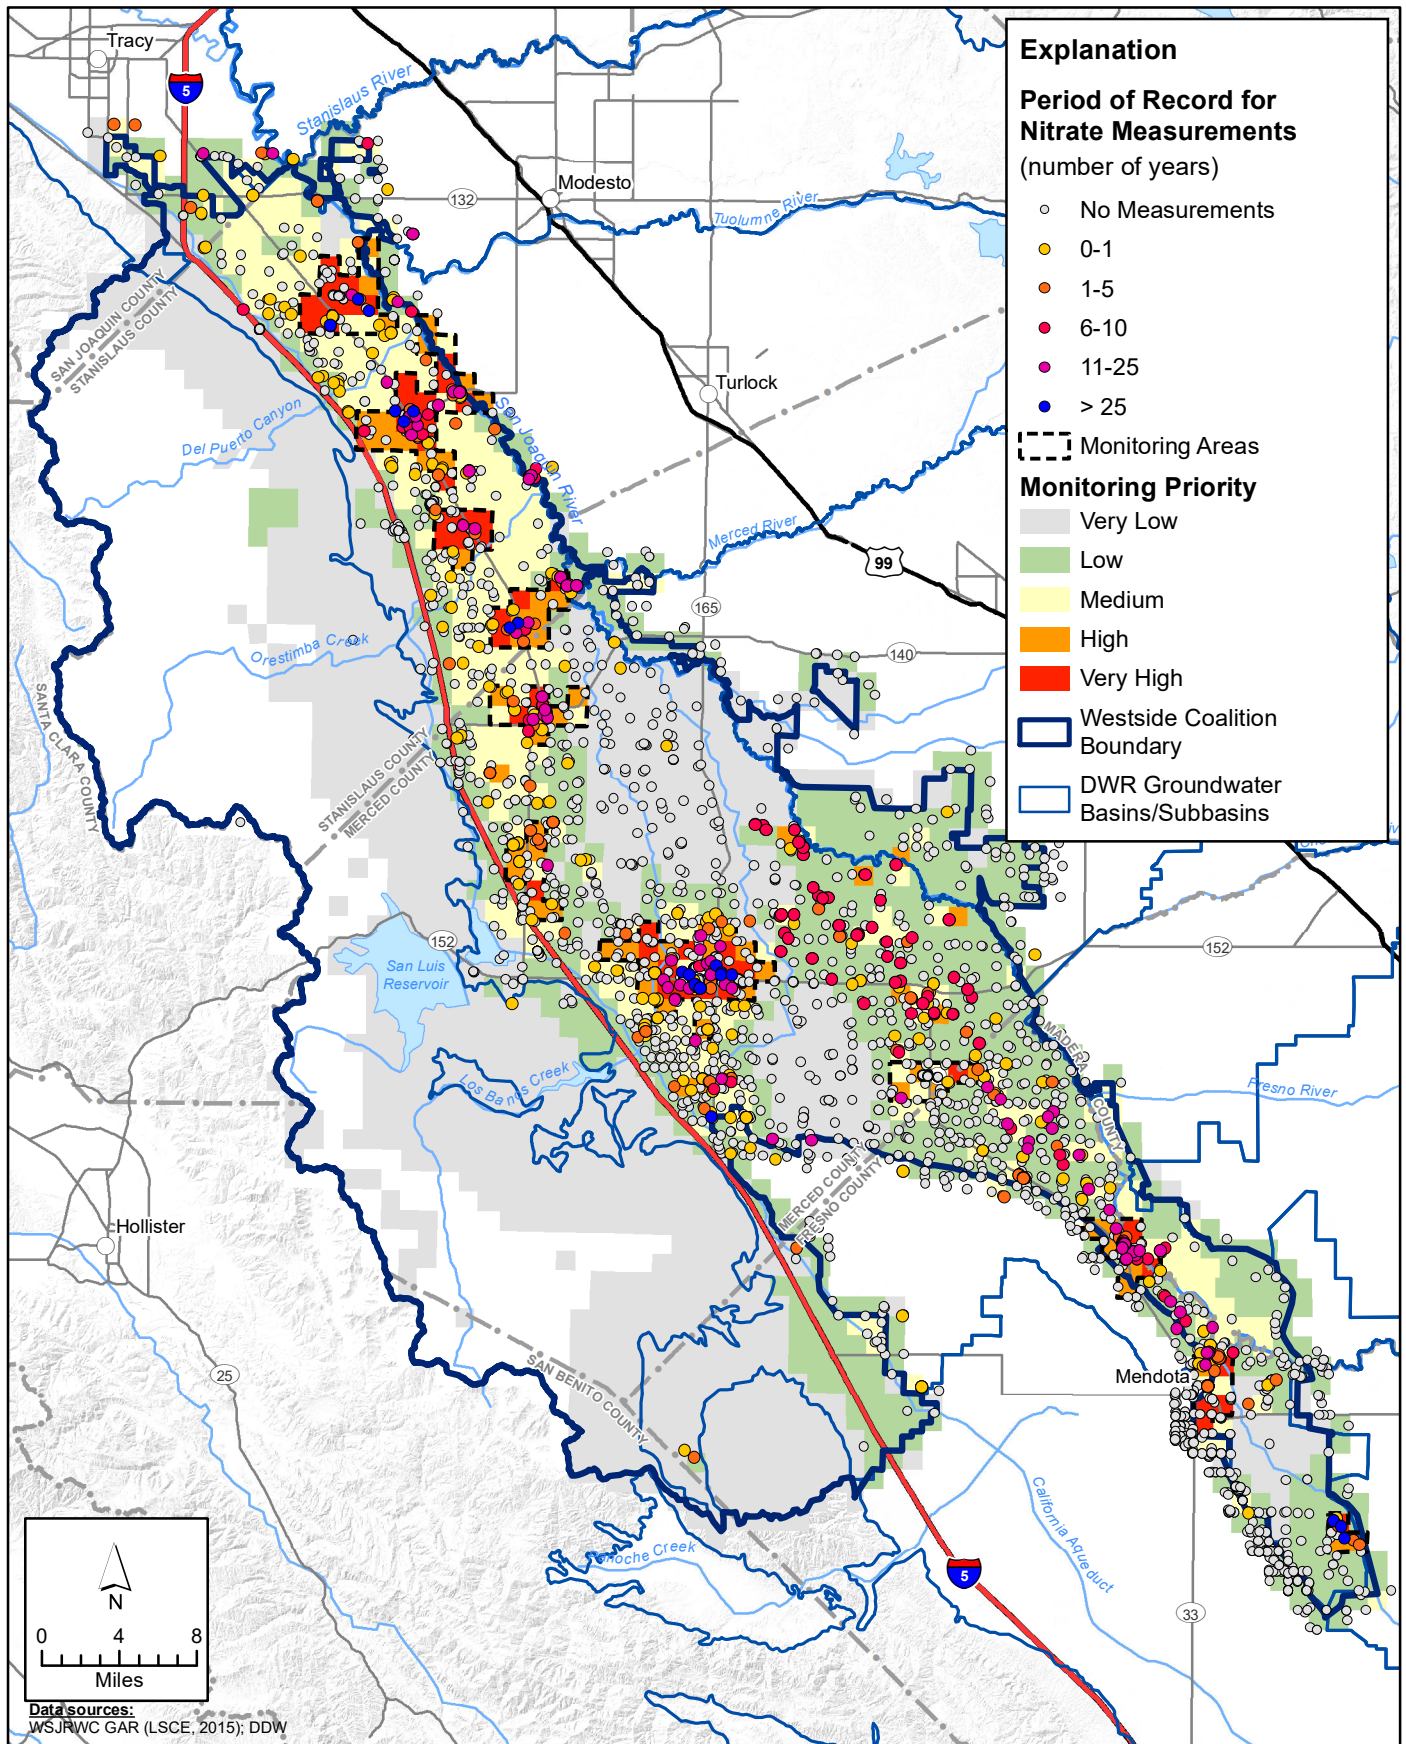 Tracy
5
Stanislaus River
132
Modesto
Tuolumne River
SAN JOAQUIN COUNTY
STANISLAUS COUNTY
Turlock
Del Puerto Canyon
San Joaquin River
Merced River
99
165
140
Orestimba Creek
SANTA CLARA COUNTY
STANISLAUS COUNTY
MERCED COUNTY
152
San Luis
Reservoir
152
Los Banos Creek
MADERA COUNTY
Fresno River
MERCED COUNTY
FRESNO COUNTY
Hollister
25
SAN BENITO COUNTY
Mendota
Panoche Creek
California Aqueduct
5
33
Explanation
Period of Record for
Nitrate Measurements
(number of years)
No Measurements
0-1
1-5
6-10
11-25
> 25
Monitoring Areas
Monitoring Priority
Very Low
Low
Medium
High
Very High
Westside Coalition
Boundary
DWR Groundwater
Basins/Subbasins
N
0 4 8
Miles
Data sources:
WSJRWC GAR (LSCE, 2015); DDW